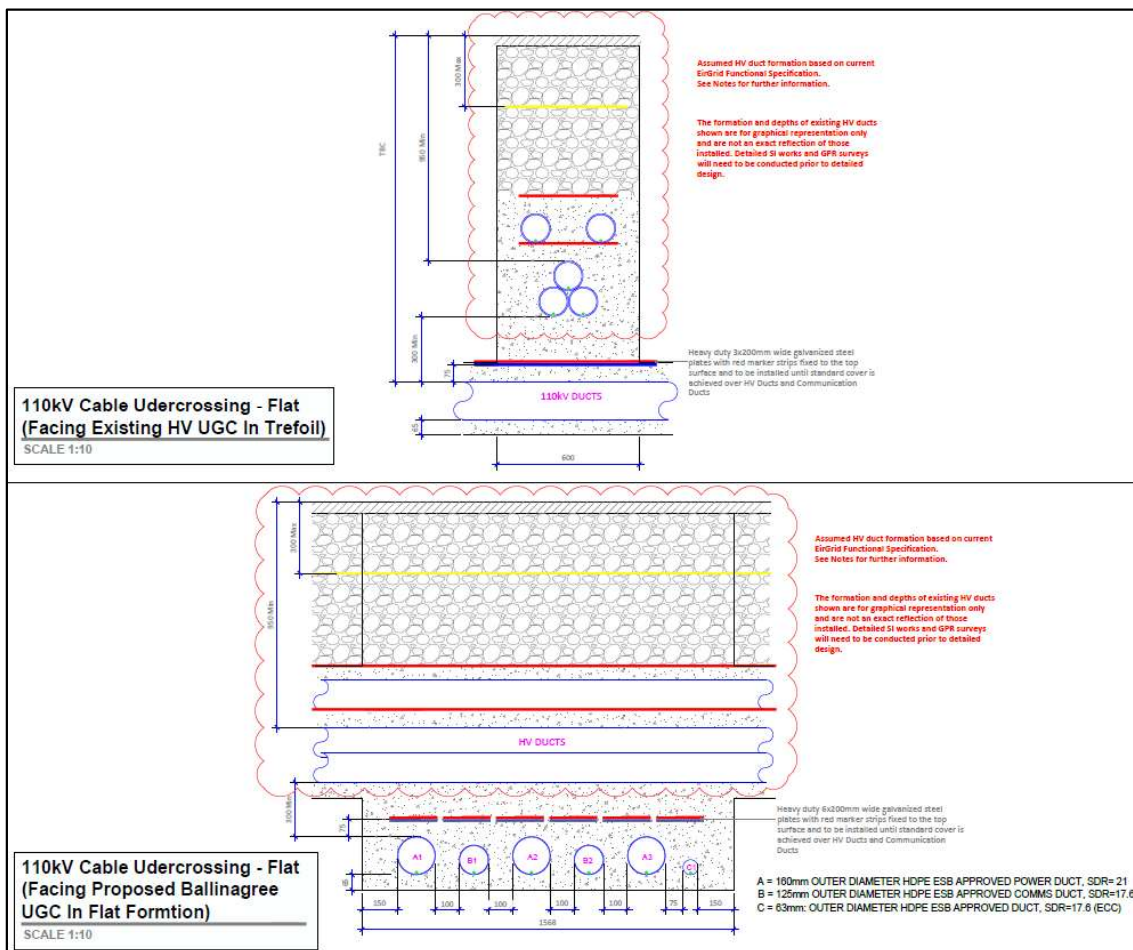 300 Max
950 Min
TBC
Assumed HV duct formation based on current
EirGrid Functional Specification.
See Notes for further information.
The formation and depths of existing HV ducts
shown are for graphical representation only
and are not an exact reflection of those
installed. Detailed SI works and GPR surveys
will need to be conducted prior to detailed
design.
300 Min
75
Heavy duty 3x200mm wide galvanized steel
plates with red marker strips fixed to the top
surface and to be installed until standard cover is
achieved over HV Ducts and Communication
Ducts
110kV DUCTS
65
600
110kV Cable Udercrossing - Flat
(Facing Existing HV UGC In Trefoil)
SCALE 1:10
300 Max
950 Min
Assumed HV duct formation based on current
EirGrid Functional Specification.
See Notes for further information.
The formation and depths of existing HV ducts
shown are for graphical representation only
and are not an exact reflection of those
installed. Detailed SI works and GPR surveys
will need to be conducted prior to detailed
design.
HV DUCTS
300 Min
75
Heavy duty 6x200mm wide galvanized steel
plates with red marker strips fixed to the top
surface and to be installed until standard cover is
achieved over HV Ducts and Communication
Ducts
A1
B1
A2
B2
A3
C1
150
100
100
100
100
75
150
1568
110kV Cable Udercrossing - Flat
(Facing Proposed Ballinagree
UGC In Flat Formtion)
SCALE 1:10
A = 160mm OUTER DIAMETER HDPE ESB APPROVED POWER DUCT, SDR= 21
B = 125mm OUTER DIAMETER HDPE ESB APPROVED COMMS DUCT, SDR=17.6
C = 63mm: OUTER DIAMETER HDPE ESB APPROVED DUCT, SDR=17.6 (ECC)